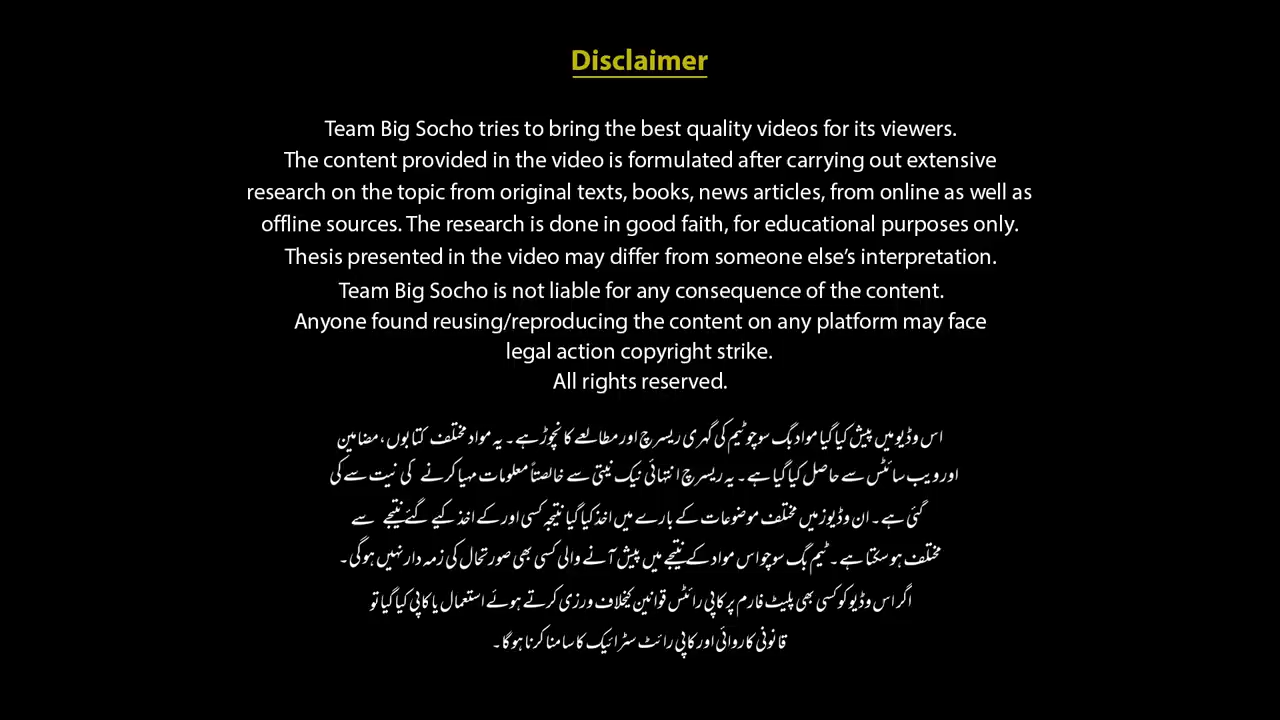 Disclaimer
Team Big Socho tries to bring the best quality videos for its viewers.
The content provided in the video is formulated after carrying out extensive
research on the topic from original texts, books, news articles, from online as well as
offline sources. The research is done in good faith, for educational purposes only.
Thesis presented in the video may differ from someone else's interpretation.
Team Big Socho is not liable for any consequence of the content.
Anyone found reusing/reproducing the content on any platform may face
legal action copyright strike.
All rights reserved.
اس وڈیو میں پیش کیا گیا مواد بگ سوچو ٹیم کی گہری ریسرچ اور مطالعے کا نچوڑ ہے۔ یہ مواد مختلف کتابوں، مضامین
اور ویب سائٹس سے حاصل کیا گیا ہے۔ یہ ریسرچ انتہائی نیک نیتی سے خالصتاً معلومات مہیا کرنے کی نیت سے کی
گئی ہے۔ ان وڈیوز میں مختلف موضوعات کے بارے میں اخذ کیا گیا نتیجہ کسی اور کے اخذ کیے گئے نتیجے سے
مختلف ہو سکتا ہے۔ ٹیم بگ سوچو اس مواد کے نتیجے میں پیش آنے والی کسی بھی صورتحال کی زمہ دار نہیں ہوگی۔
اگر اس وڈیو کو کسی بھی پلیٹ فارم پر کاپی رائٹس قوانین کیخلاف ورزی کرتے ہوئے استعمال یا کاپی کیا گیا تو
قانونی کاروائی اور کاپی رائٹ سٹرائیک کا سامنا کرنا ہوگا۔